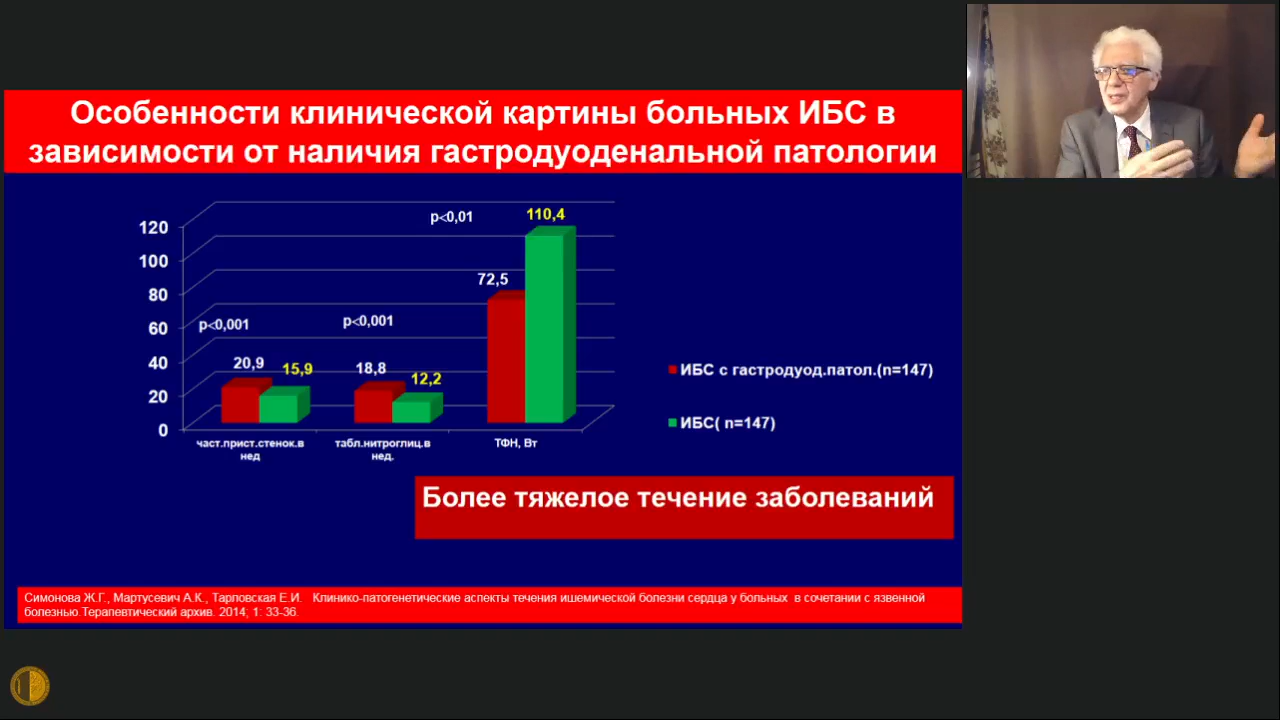 Особенности клинической картины больных ИБС в
зависимости от наличия гастродуоденальной патологии
120
100
80
60
40
20
0
p<0,001
20,9
15,9
p<0,001
18,8
12,2
p<0,01
72,5
110,4
част.прист.стенок.в
нед
табл.нитроглиц.в
нед.
ТФН, Вт
ИБС с гастродуод.патол.(n=147)
ИБС( n=147)
Более тяжелое течение заболеваний
Симонова Ж.Г., Мартусевич А.К., Тарловская Е.И. Клинико-патогенетические аспекты течения ишемической болезни сердца у больных в сочетании с язвенной
болезнью.Терапевтический архив. 2014; 1: 33-36.